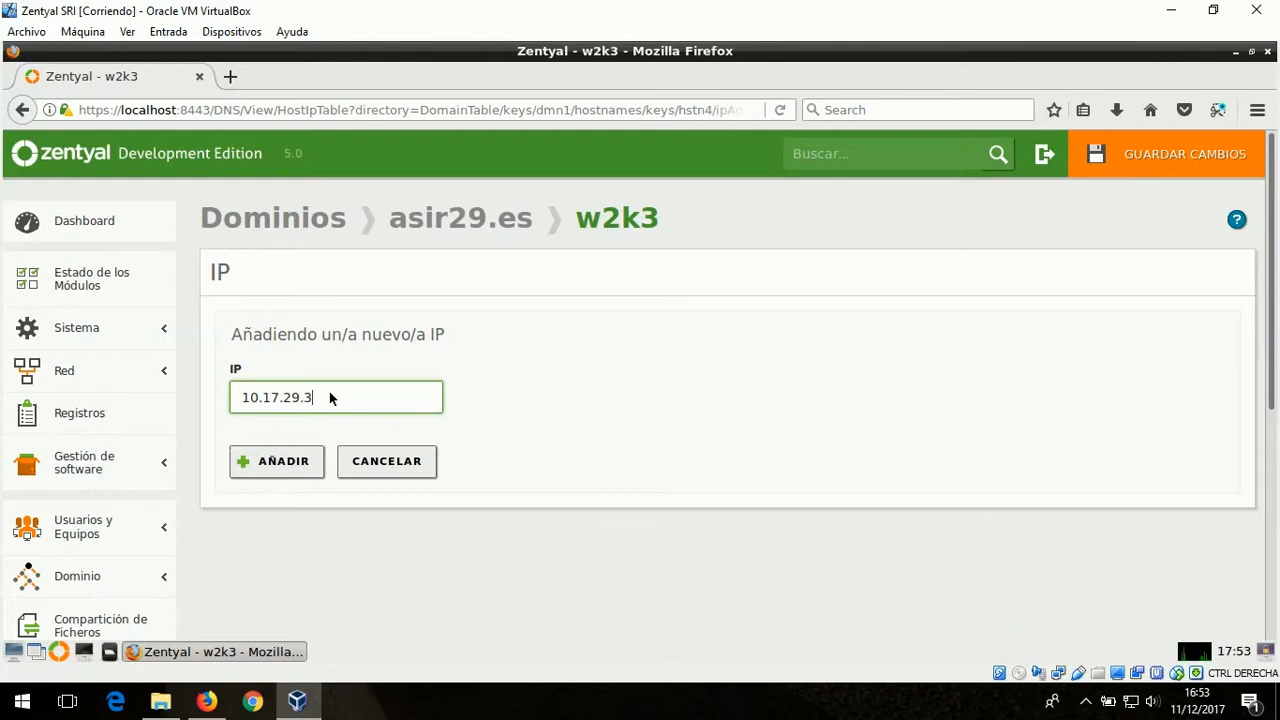 Zentyal SRI [Corriendo] - Oracle VM VirtualBox
Archivo Máquina Ver Entrada Dispositivos Ayuda
Zentyal - w2k3 - Mozilla Firefox
Zentyal - w2k3
https://localhost:8443/DNS/View/HostIpTable?directory=DomainTable/keys/dmn1/hostnames/keys/hstn4/ipA
Search
zentyal Development Edition 5.0
Buscar...
GUARDAR CAMBIOS
Dashboard
Estado de los
Módulos
Sistema
Red
Registros
Gestión de
software
Usuarios y
Equipos
Dominio
Compartición de
Ficheros
Dominios asir29.es w2k3
?
IP
Añadiendo un/a nuevo/a IP
IP
10.17.29.3
AÑADIR
CANCELAR
Zentyal - w2k3 - Mozilla...
17:53
CTRL DERECHA
16:53
11/12/2017
1